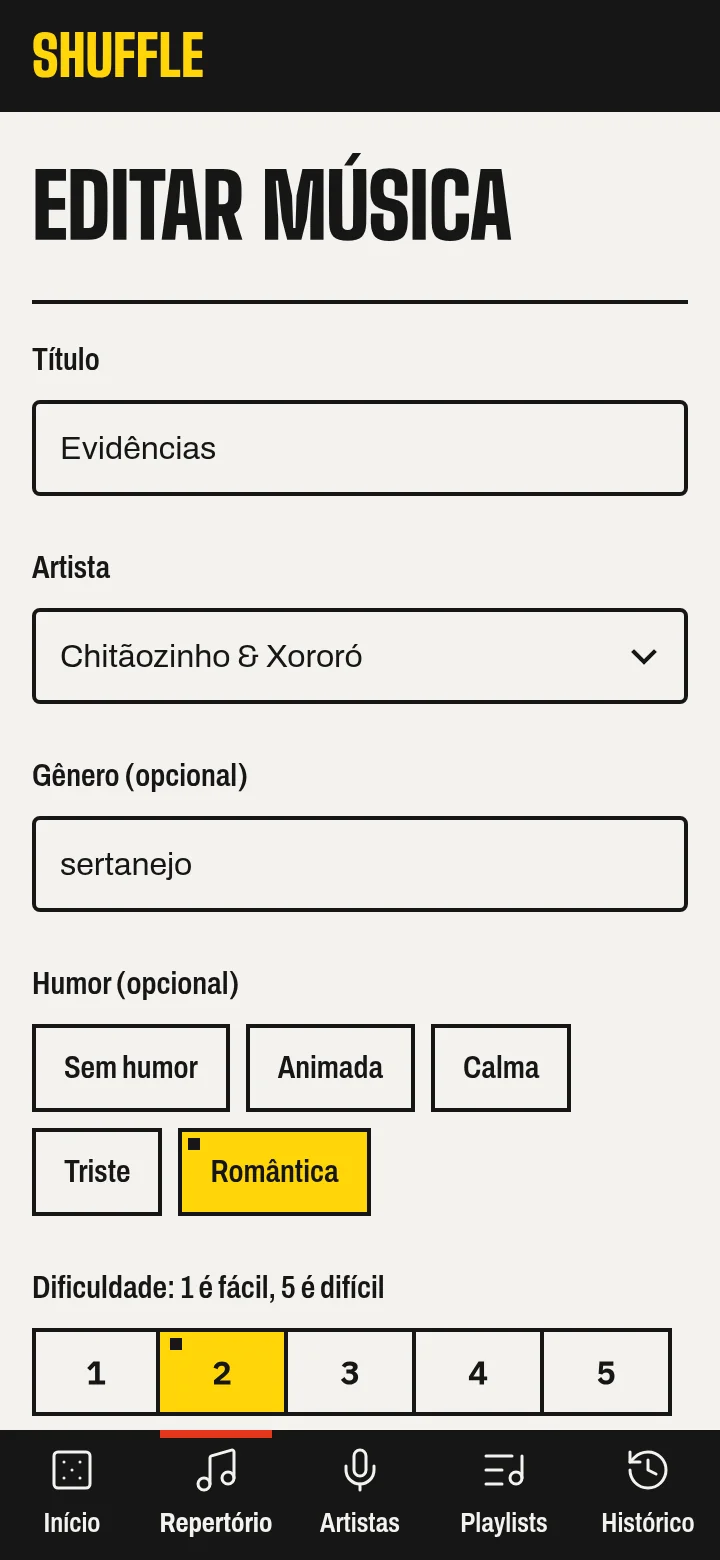 SHUFFLE
EDITAR MÚSICA
Título
Evidências
Artista
Chitãozinho & Xororó
Gênero (opcional)
sertanejo
Humor (opcional)
Sem humor Animada Calma
Triste Romântica
Dificuldade: 1 é fácil, 5 é difícil
1 2 3 4 5
Início Repertório Artistas Playlists Histórico